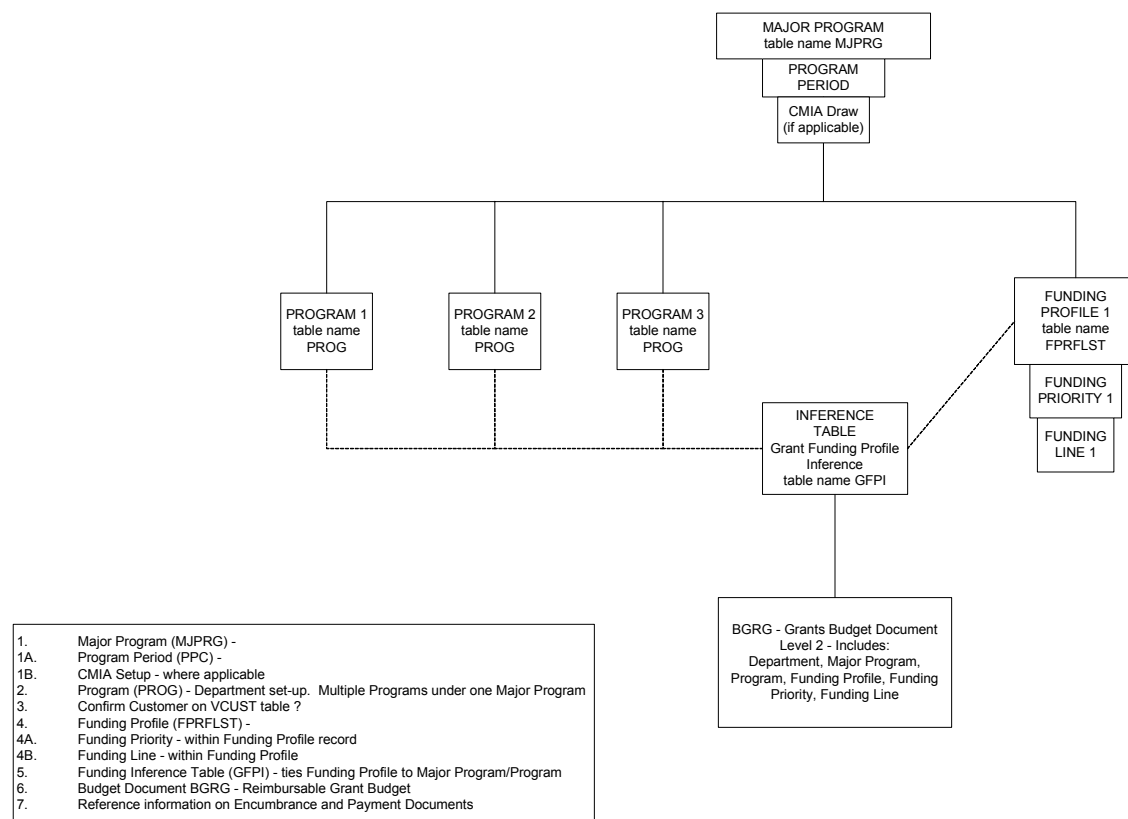 MAJOR PROGRAM
table name MJPRG
PROGRAM
PERIOD
CMIA Draw
(if applicable)
PROGRAM 1
table name
PROG
PROGRAM 2
table name
PROG
PROGRAM 3
table name
PROG
FUNDING
PROFILE 1
table name
FPRFLST
FUNDING
PRIORITY 1
FUNDING
LINE 1
INFERENCE
TABLE
Grant Funding Profile
Inference
table name GFPI
BGRG - Grants Budget Document
Level 2 - Includes:
Department, Major Program,
Program, Funding Profile, Funding
Priority, Funding Line
1. Major Program (MJPRG) -
1A. Program Period (PPC) -
1B. CMIA Setup - where applicable
2. Program (PROG) - Department set-up. Multiple Programs under one Major Program
3. Confirm Customer on VCUST table ?
4. Funding Profile (FPRFLST) -
4A. Funding Priority - within Funding Profile record
4B. Funding Line - within Funding Profile
5. Funding Inference Table (GFPI) - ties Funding Profile to Major Program/Program
6. Budget Document BGRG - Reimbursable Grant Budget
7. Reference information on Encumbrance and Payment Documents